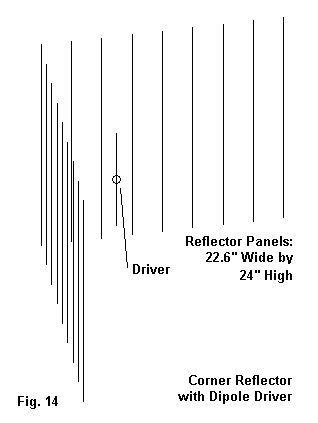 Reflector Panels:
22.6" Wide by
24" High
Driver
Corner Reflector
with Dipole Driver
Fig. 14